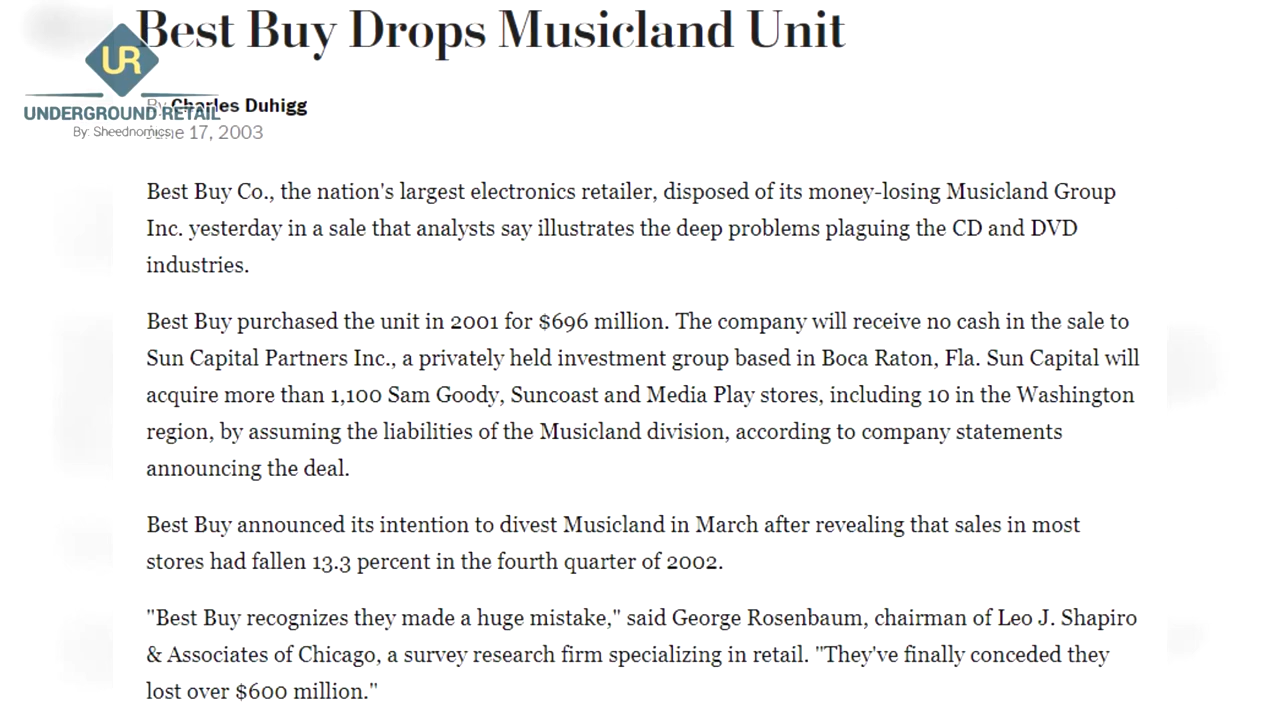 Best Buy Drops Musicland Unit
UR
By Charles Duhigg
UNDERGROUND RETAIL
By: Sheednomics
June 17, 2003
Best Buy Co., the nation's largest electronics retailer, disposed of its money-losing Musicland Group
Inc. yesterday in a sale that analysts say illustrates the deep problems plaguing the CD and DVD
industries.
Best Buy purchased the unit in 2001 for $696 million. The company will receive no cash in the sale to
Sun Capital Partners Inc., a privately held investment group based in Boca Raton, Fla. Sun Capital will
acquire more than 1,100 Sam Goody, Suncoast and Media Play stores, including 10 in the Washington
region, by assuming the liabilities of the Musicland division, according to company statements
announcing the deal.
Best Buy announced its intention to divest Musicland in March after revealing that sales in most
stores had fallen 13.3 percent in the fourth quarter of 2002.
"Best Buy recognizes they made a huge mistake," said George Rosenbaum, chairman of Leo J. Shapiro
& Associates of Chicago, a survey research firm specializing in retail. "They've finally conceded they
lost over $600 million."